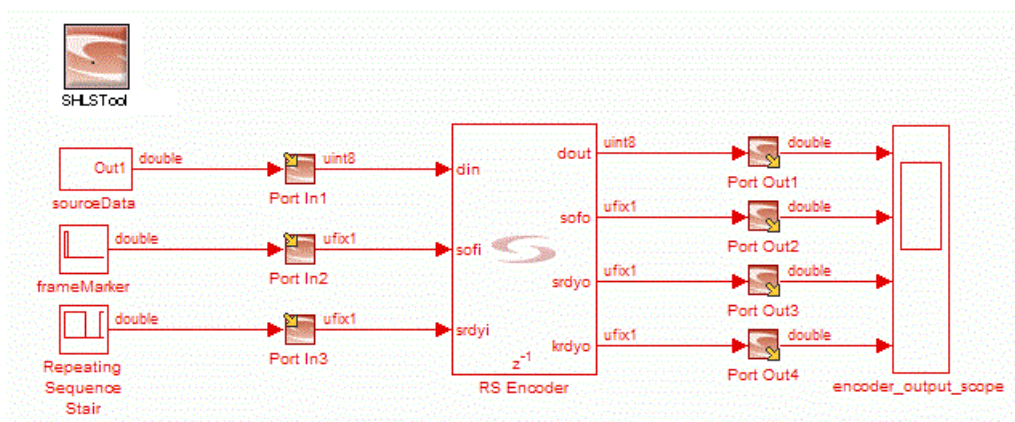 SHLSTool
Out1
double
uint8
din
dout
uint8
double
sourceData
Port In1
Port Out1
double
ufix1
sofi
sofo
ufix1
double
frameMarker
Port In2
Port Out2
double
ufix1
srdyi
srdyo
ufix1
double
Port In3
Port Out3
Repeating
Sequence
Stair
krdyo
ufix1
double
z-1
RS Encoder
Port Out4
encoder_output_scope